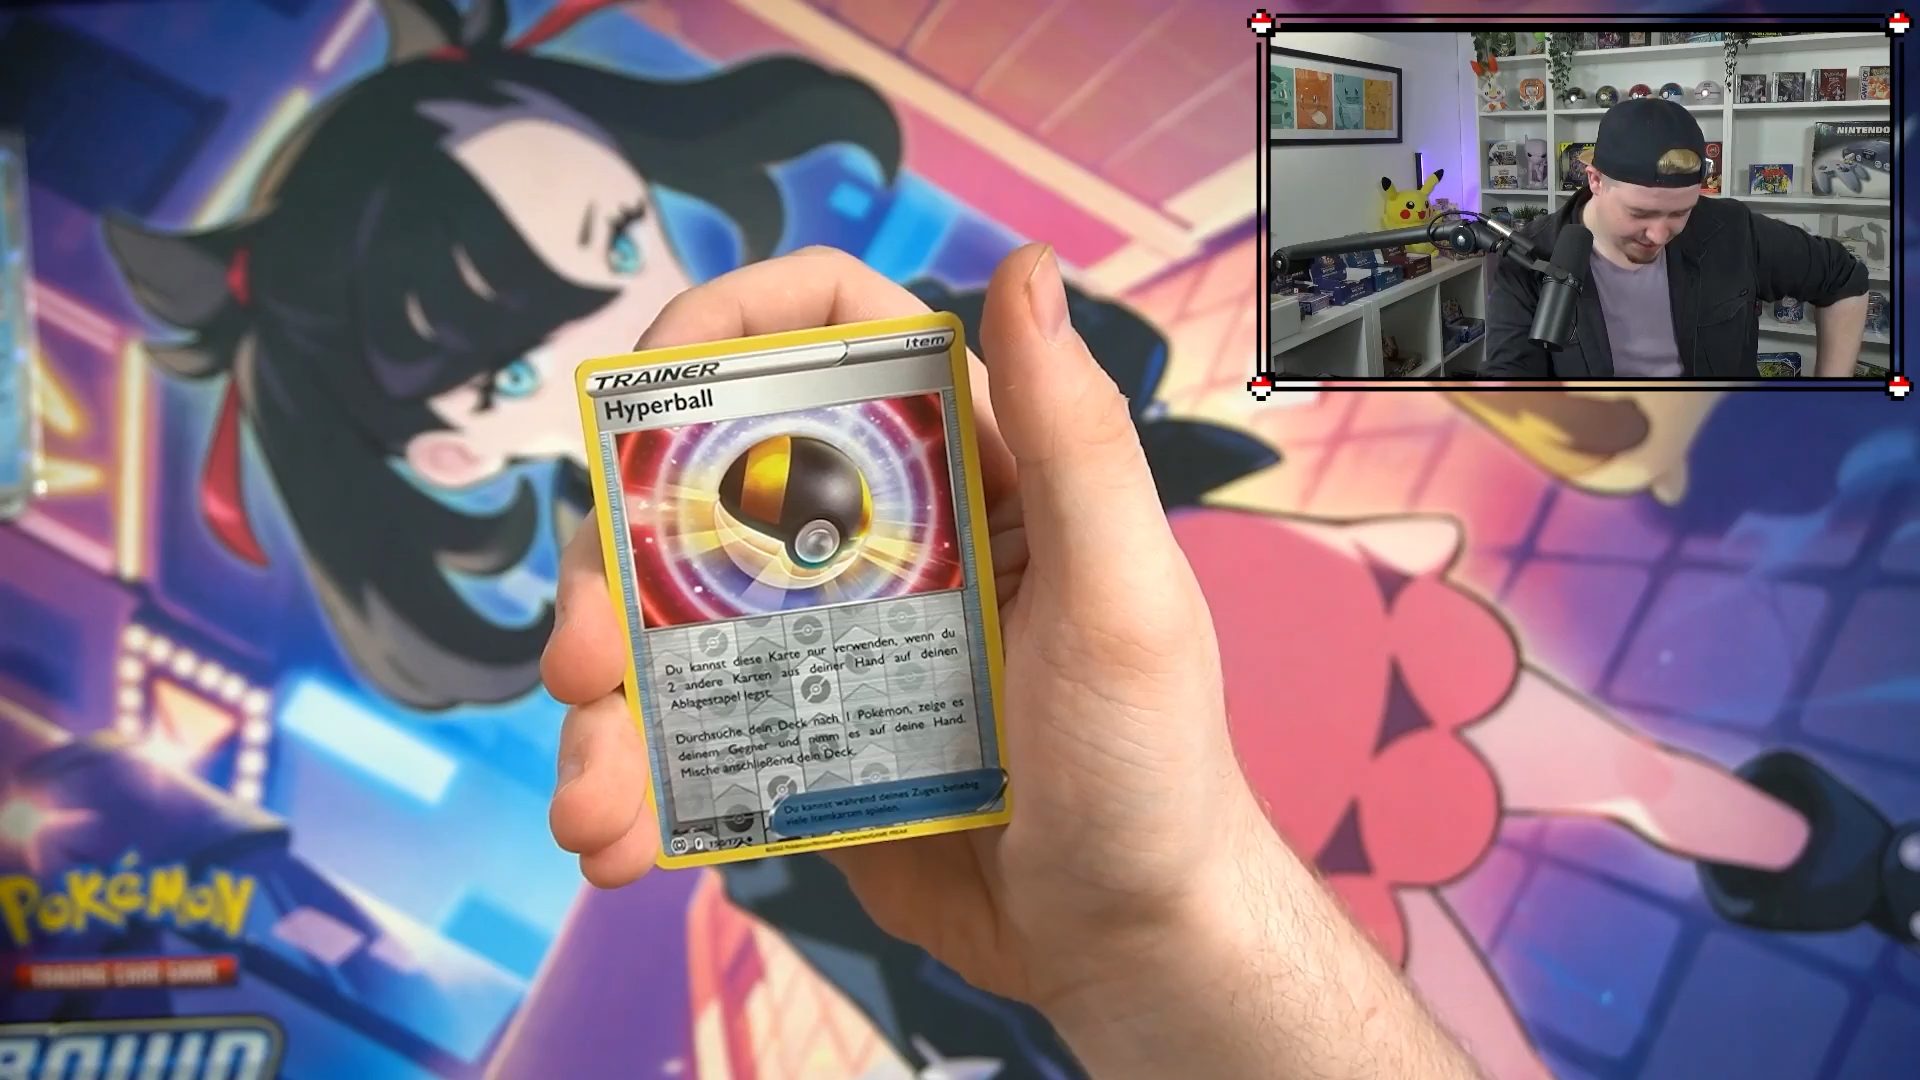 NINTENDO
TRAINER
Item
Hyperball
Du kannst diese Karte nur verwenden, wenn du
2 andere Karten aus deiner Hand auf deinen
Ablagestapel legst.
Durchsuche dein Deck nach 1 Pokémon, zeige es
deinem Gegner und nimm es auf deine Hand.
Mische anschließend dein Deck.
Du kannst während deines Zuges beliebig
viele Itemkarten spielen.
POKÉMON
TRADING CARD GAME